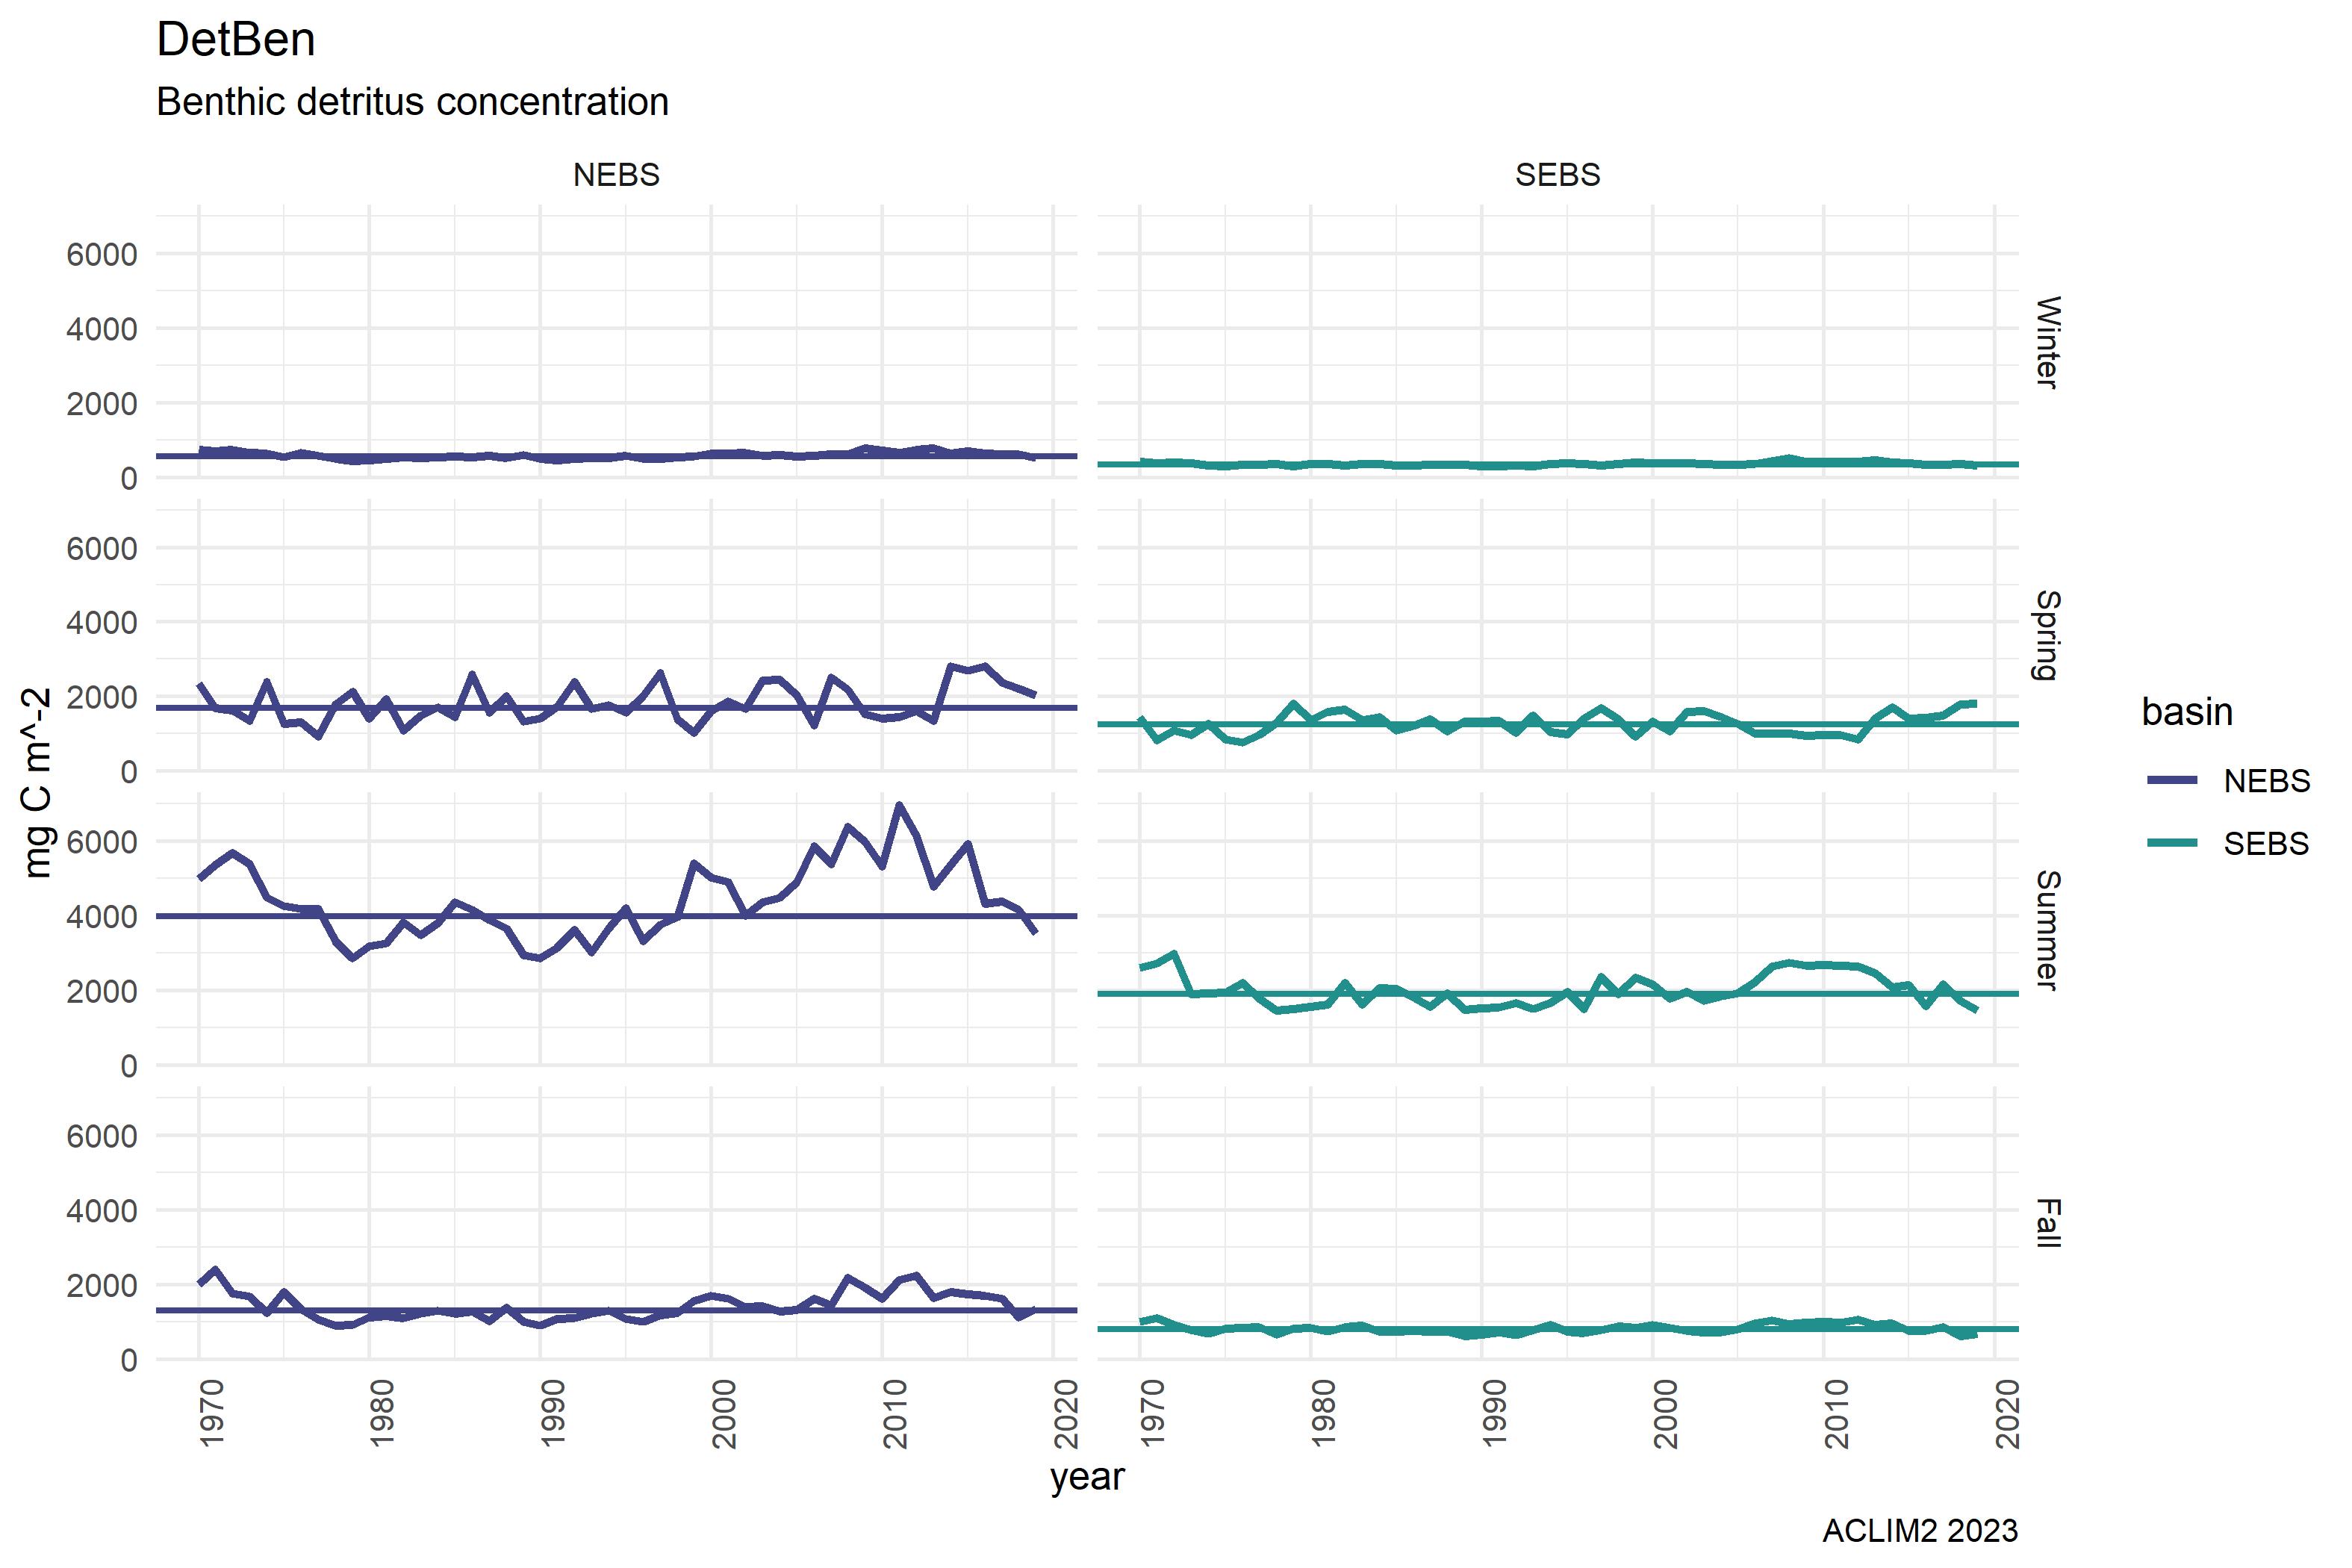 DetBen
Benthic detritus concentration
NEBS SEBS
6000
4000
2000
0
Winter
6000
4000
2000
0
Spring
6000
4000
2000
0
Summer
6000
4000
2000
0
Fall
mg C m^-2
1970 1980 1990 2000 2010 2020 1970 1980 1990 2000 2010 2020
year
basin
NEBS
SEBS
ACLIM2 2023